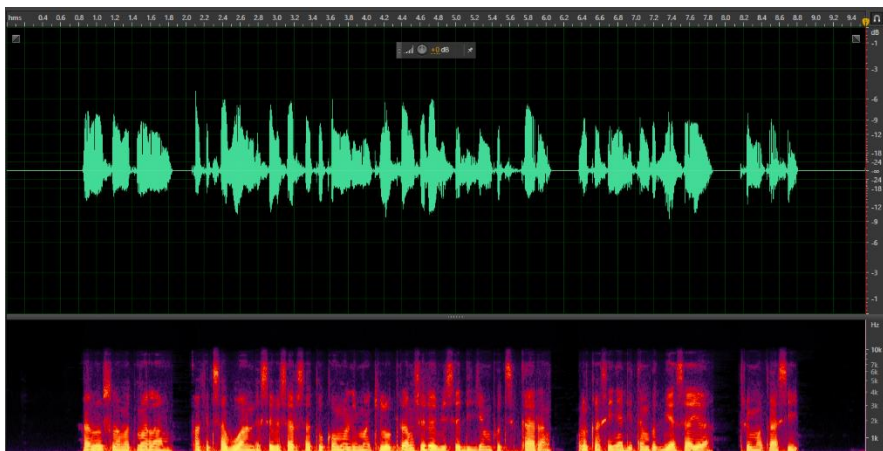 hms 0.4 0.6 0.8 1.0 1.2 1.4 1.6 1.8 2.0 2.2 2.4 2.6 2.8 3.0 3.2 3.4 3.6 3.8 4.0 4.2 4.4 4.6 4.8 5.0 5.2 5.4 5.6 5.8 6.0 6.2 6.4 6.6 6.8 7.0 7.2 7.4 7.6 7.8 8.0 8.2 8.4 8.6 8.8 9.0 9.2 9.4
dB
-1
+0 dB
-3
-6
-9
-12
-18
-24
-∞
-24
-18
-12
-9
-6
-3
-1
Hz
10k
7k
6k
5k
4k
3k
2k
1k